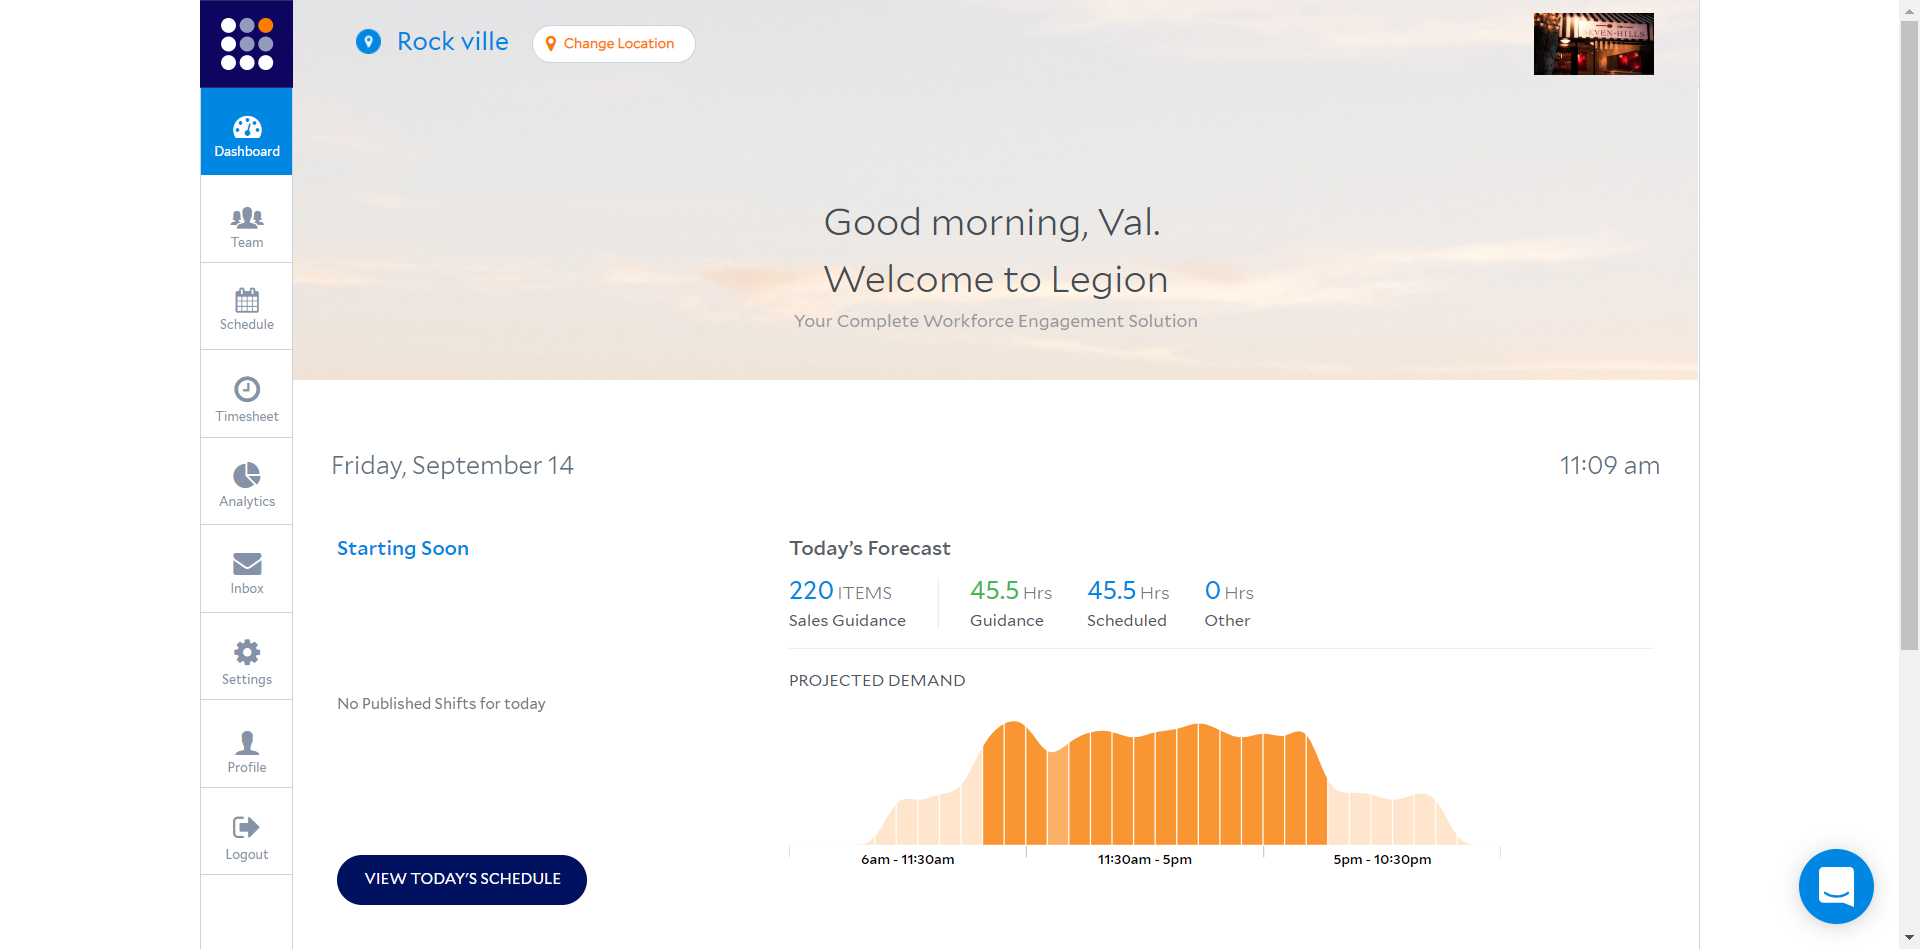 Rock ville
Change Location
SEVEN·HILLS
Dashboard
Team
Schedule
Timesheet
Analytics
Inbox
Settings
Profile
Logout
Good morning, Val.
Welcome to Legion
Your Complete Workforce Engagement Solution
Friday, September 14
11:09 am
Starting Soon
No Published Shifts for today
VIEW TODAY'S SCHEDULE
Today’s Forecast
220 ITEMS
Sales Guidance
45.5 Hrs
Guidance
45.5 Hrs
Scheduled
0 Hrs
Other
PROJECTED DEMAND
6am - 11:30am
11:30am - 5pm
5pm - 10:30pm